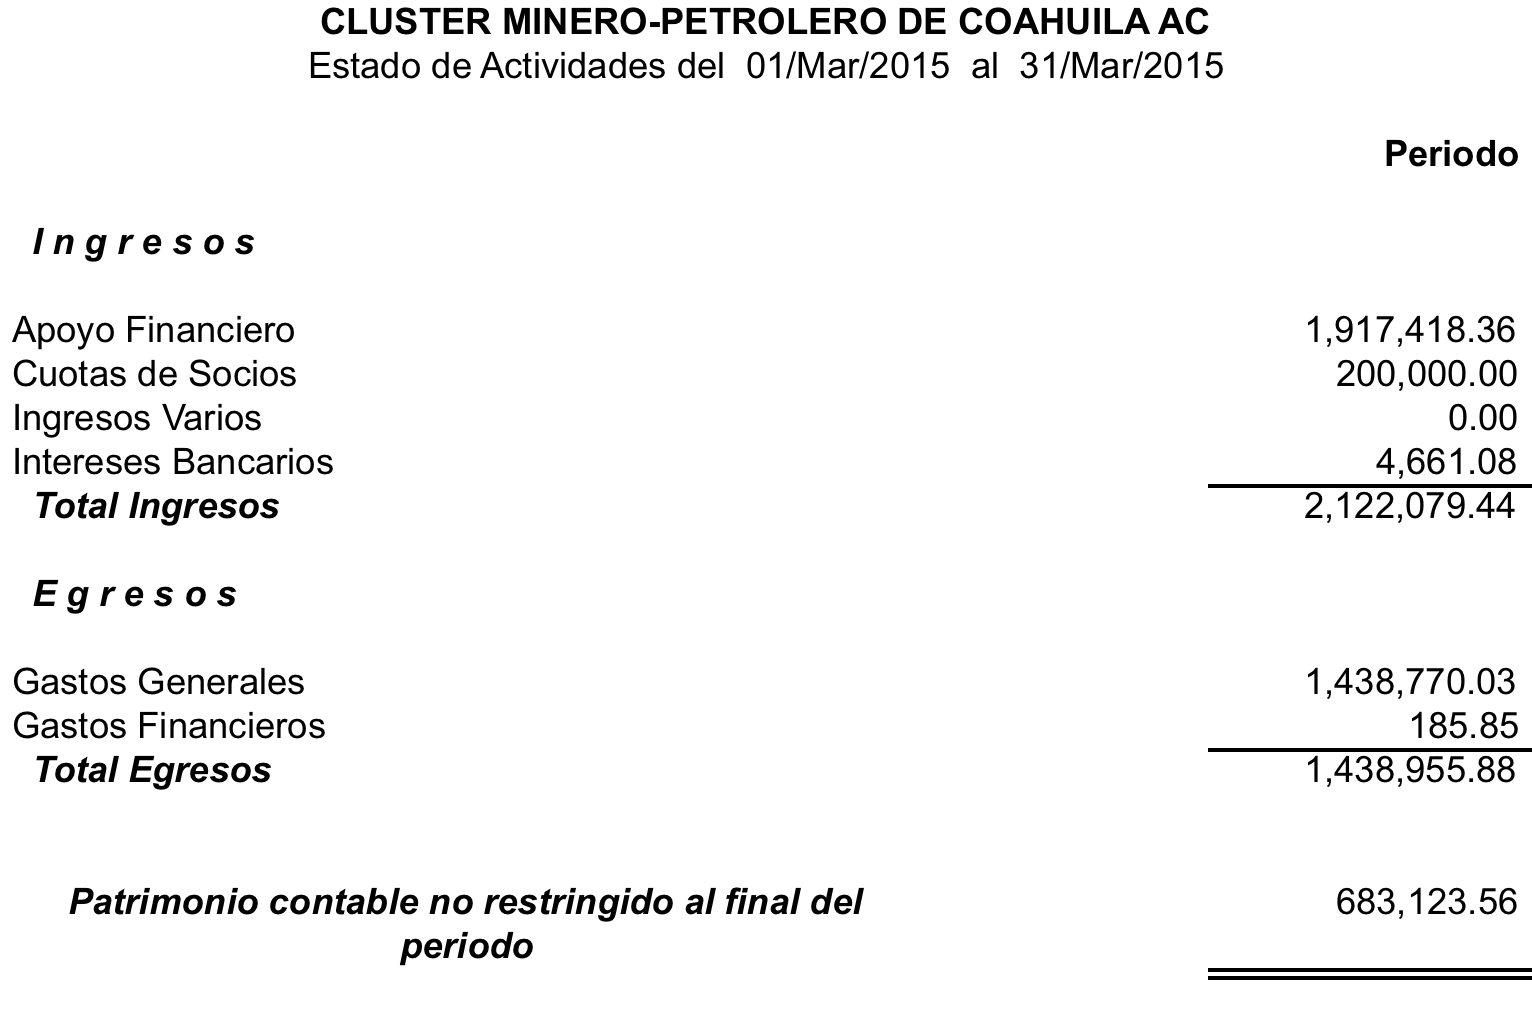 CLUSTER MINERO-PETROLERO DE COAHUILA AC
Estado de Actividades del 01/Mar/2015 al 31/Mar/2015
Periodo
I n g r e s o s
Apoyo Financiero 1,917,418.36
Cuotas de Socios 200,000.00
Ingresos Varios 0.00
Intereses Bancarios 4,661.08
Total Ingresos 2,122,079.44
E g r e s o s
Gastos Generales 1,438,770.03
Gastos Financieros 185.85
Total Egresos 1,438,955.88
Patrimonio contable no restringido al final del 683,123.56
periodo